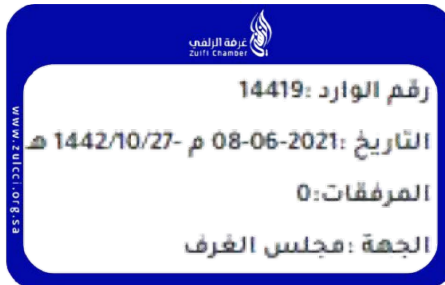 غرفة الزلفي
Zulfi Chamber
رقم الوارد :14419
التاريخ :2021-06-08 م -1442/10/27 هـ
المرفقات:0
الجهة :مجلس الغرف
www.zulcci.org.sa